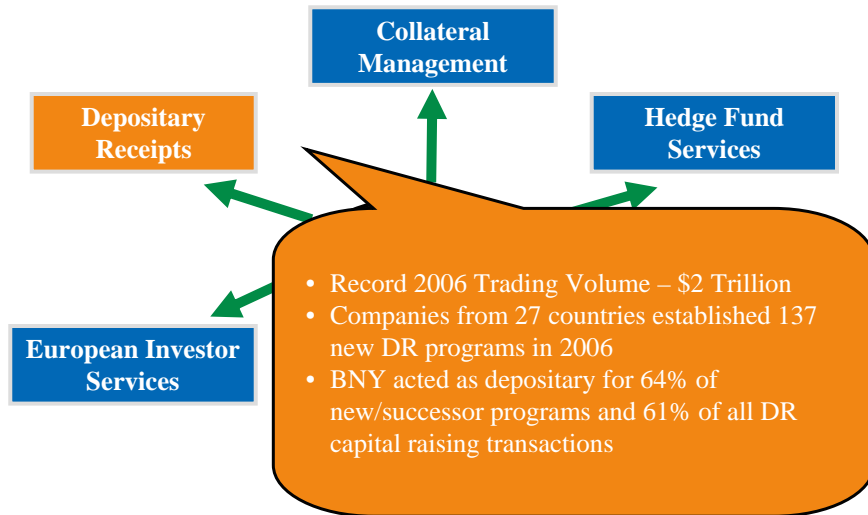 Collateral
Management
Depositary
Receipts
Hedge Fund
Services
• Record 2006 Trading Volume – $2 Trillion
• Companies from 27 countries established 137
new DR programs in 2006
• BNY acted as depositary for 64% of
new/successor programs and 61% of all DR
capital raising transactions
European Investor
Services